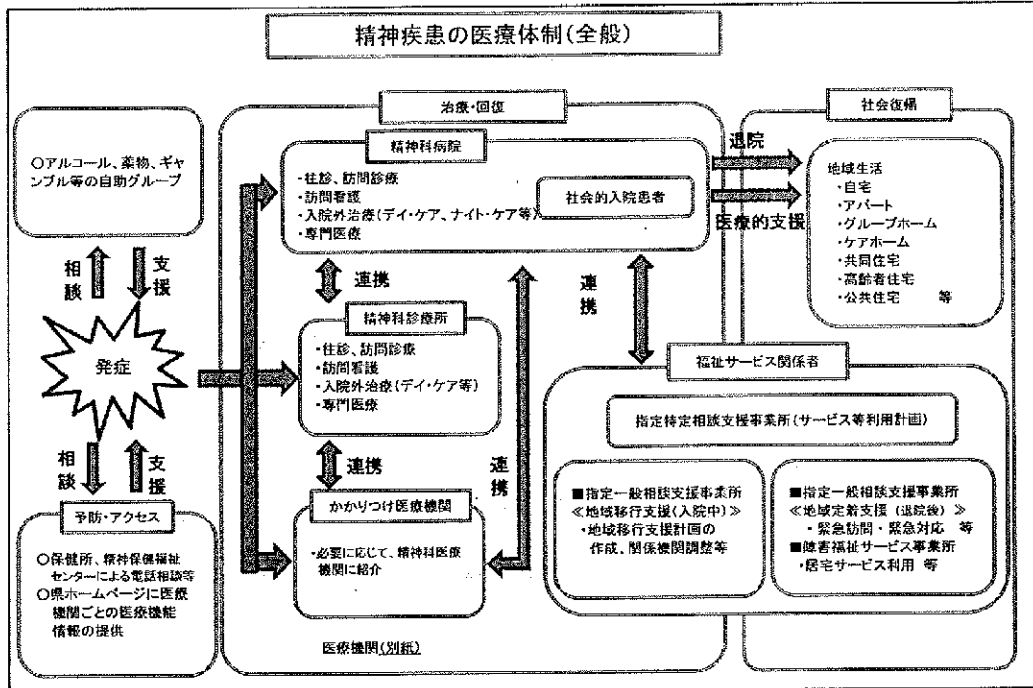 精神疾患の医療体制(全般)
○アルコール、薬物、ギャ
ンブル等の自助グループ
相談
支援
発症
相談
支援
予防・アクセス
○保健所、精神保健福祉
センターによる電話相談等
○県ホームページに医療
機関ごとの医療機能
情報の提供
治療・回復
精神科病院
・往診、訪問診療
・訪問看護
・入院外治療(デイ・ケア、ナイト・ケア等)
・専門医療
社会的入院患者
連携
精神科診療所
・往診、訪問診療
・訪問看護
・入院外治療(デイ・ケア等)
・専門医療
連携
かかりつけ医療機関
・必要に応じて、精神科医療
機関に紹介
連携
連携
医療機関(別紙)
退院
医療的支援
社会復帰
地域生活
・自宅
・アパート
・グループホーム
・ケアホーム
・共同住宅
・高齢者住宅
・公共住宅 等
福祉サービス関係者
指定特定相談支援事業所(サービス等利用計画)
■指定一般相談支援事業所
≪地域移行支援(入院中)≫
・地域移行支援計画の
作成、関係機関調整等
■指定一般相談支援事業所
≪地域定着支援(退院後)≫
・緊急訪問・緊急対応 等
■障害福祉サービス事業所
・居宅サービス利用 等